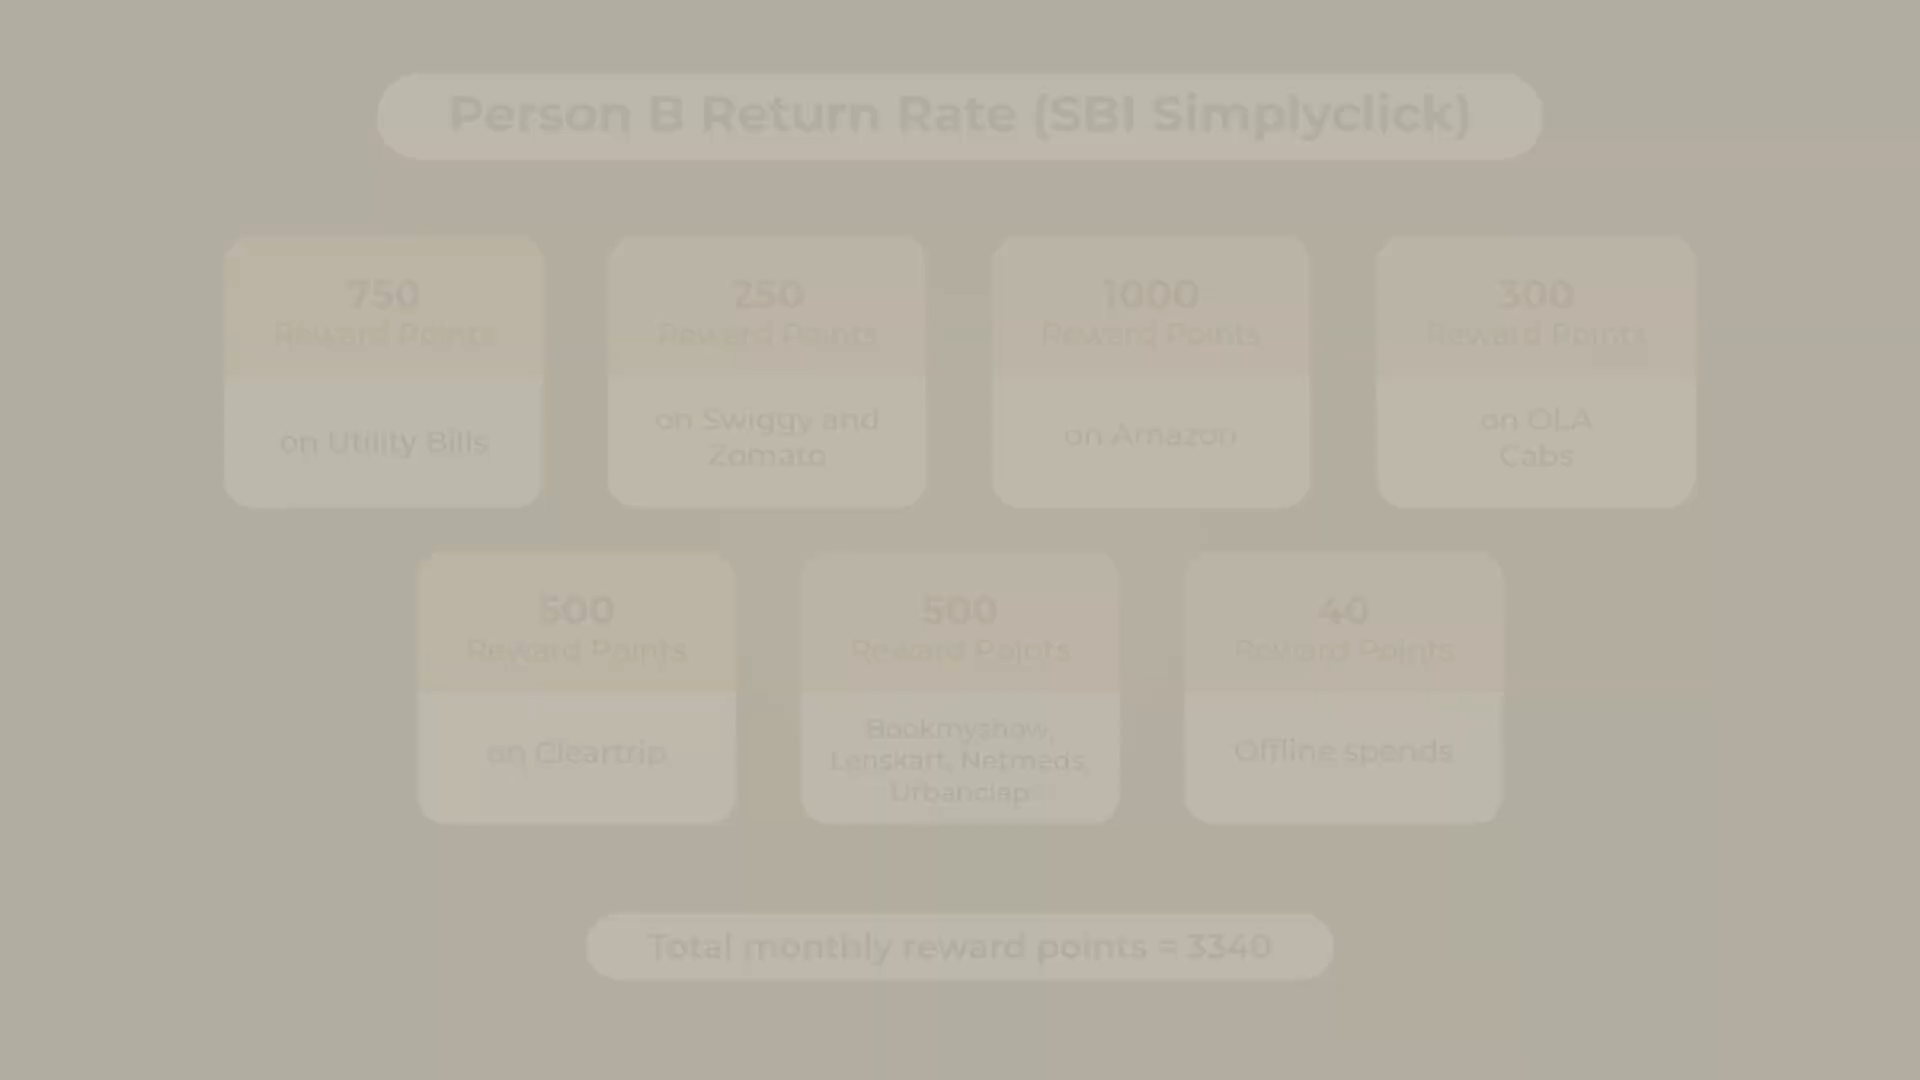 Person B Return Rate (SBI Simplyclick)
750
Reward Points
on Utility Bills
250
Reward Points
on Swiggy and
Zomato
1000
Reward Points
on Amazon
300
Reward Points
on OLA
Cabs
500
Reward Points
on Cleartrip
500
Reward Points
Bookmyshow,
Lenskart, Netmeds
Urbanclap
40
Reward Points
Offline spends
Total monthly reward points = 3340